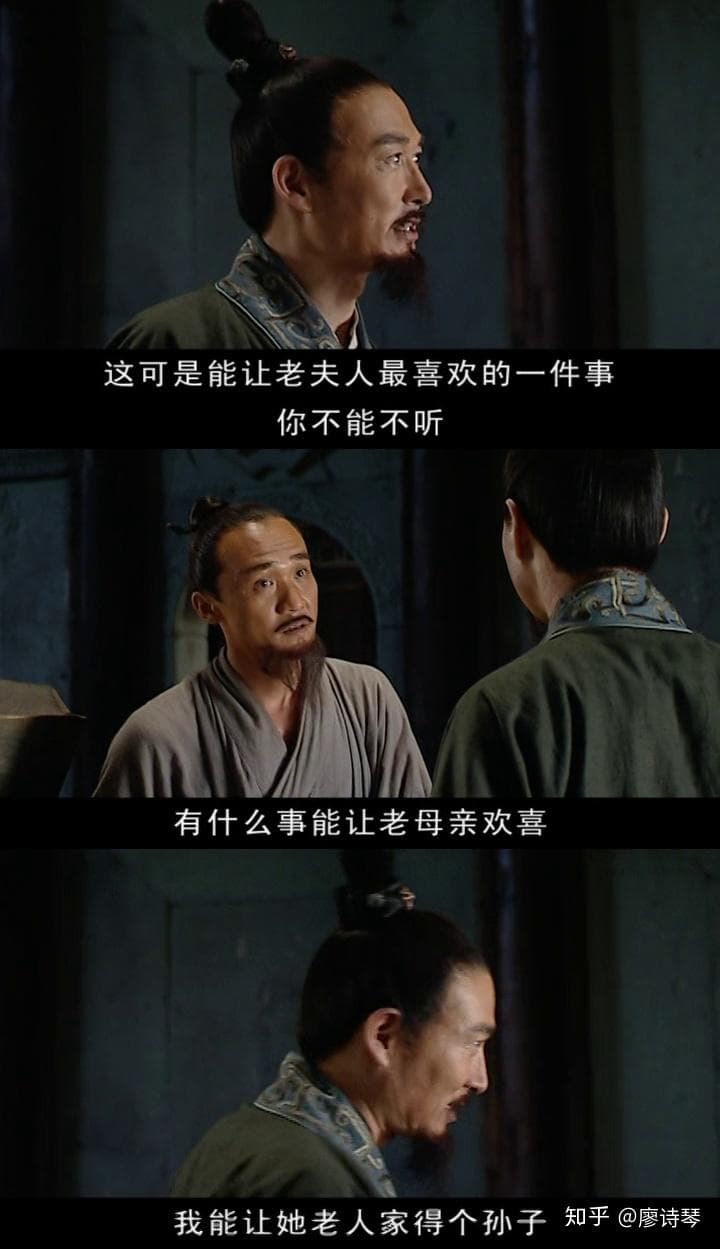 这可是能让老夫人最喜欢的一件事
你不能不听
有什么事能让老母亲欢喜
我能让她老人家得个孙子
知乎 @廖诗琴